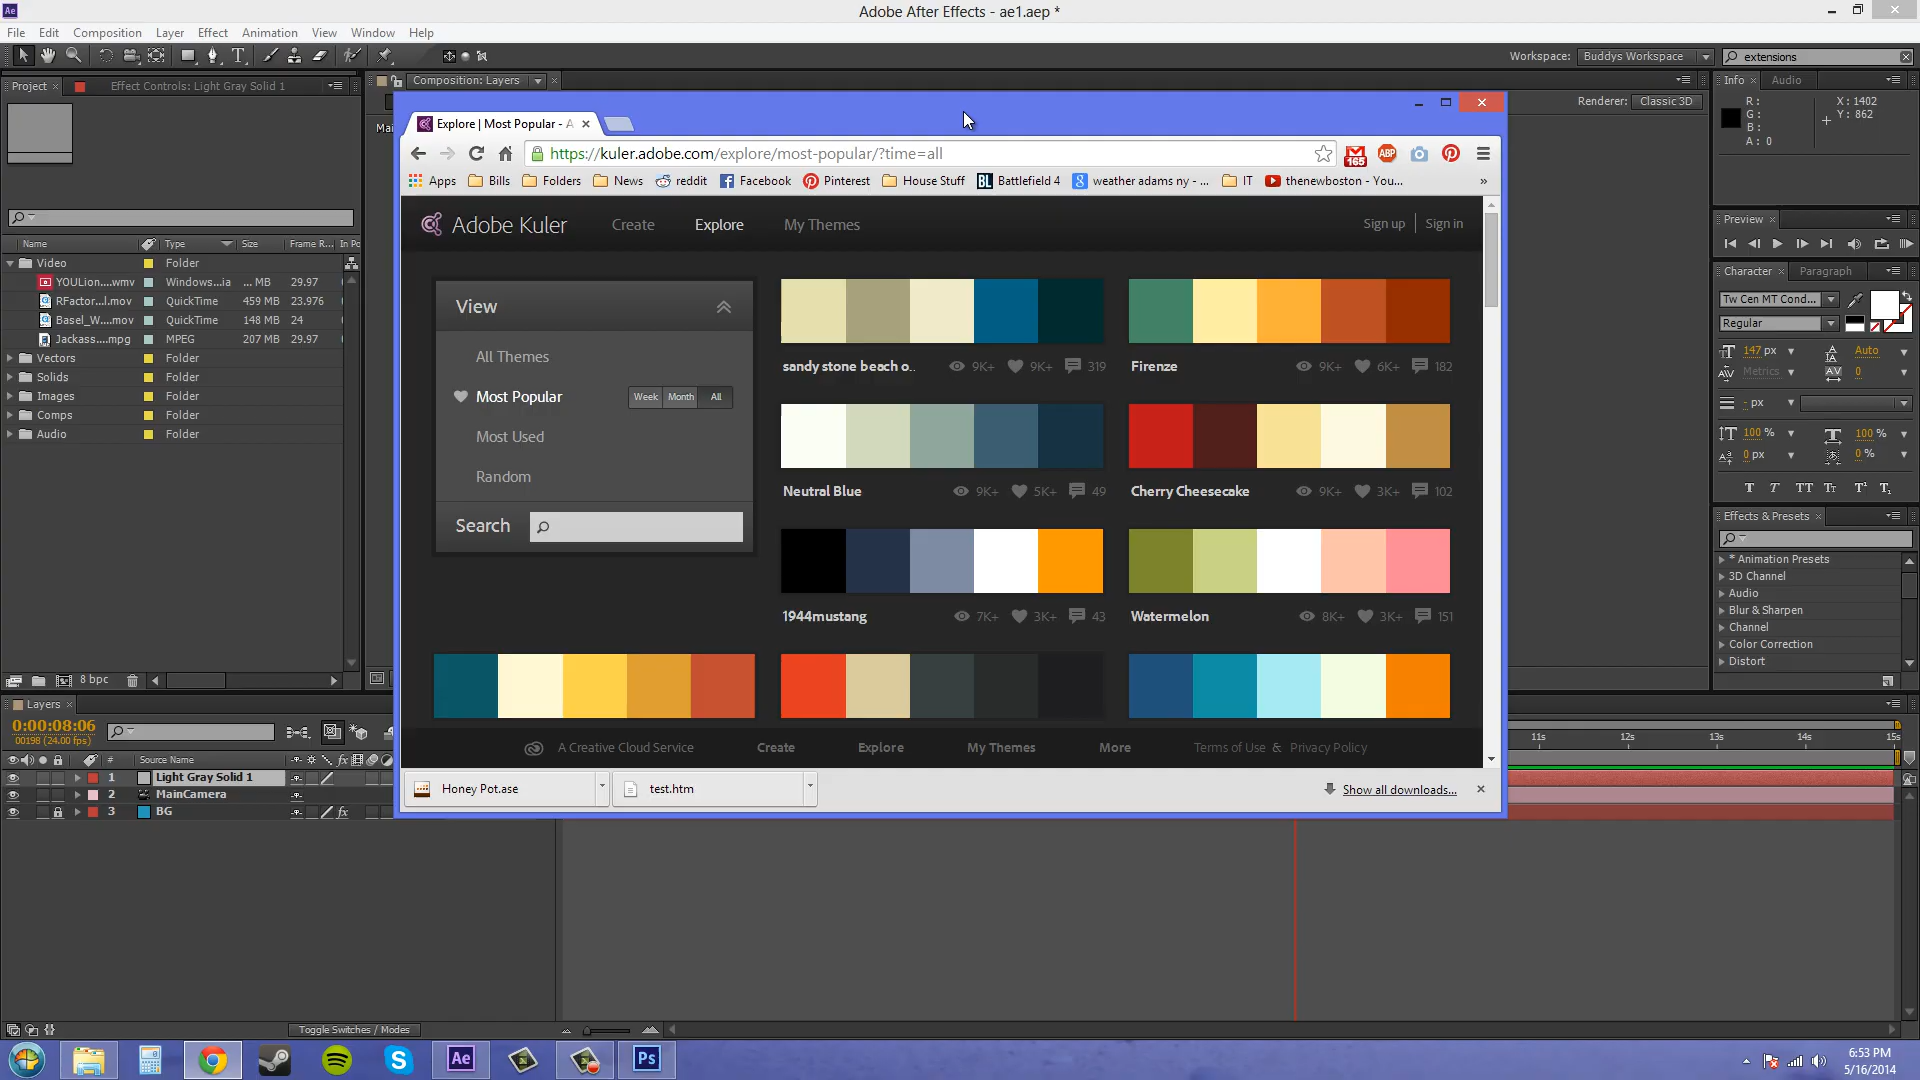 Adobe After Effects - ae1.aep *
File Edit Composition Layer Effect Animation View Window Help
Workspace: Buddys Workspace extensions
Project Effect Controls: Light Gray Solid 1
Composition: Layers
Info Audio
Renderer: Classic 3D
R: X: 1402
G: Y: 862
B:
A: 0
Explore | Most Popular - A
https://kuler.adobe.com/explore/most-popular/?time=all
165 ABP
Apps Bills Folders News reddit Facebook Pinterest House Stuff Battlefield 4 weather adams ny - ... IT thenewboston - You... »
Adobe Kuler Create Explore My Themes Sign up Sign in
Preview
Name Type Size Frame R... In Po
Video Folder
YOULion....wmv Windows...ia ... MB 29.97
RFactor...l.mov QuickTime 459 MB 23.976
Basel_W....mov QuickTime 148 MB 24
Jackass....mpg MPEG 207 MB 29.97
Vectors Folder
Solids Folder
Images Folder
Comps Folder
Audio Folder
View
All Themes
Most Popular Week Month All
Most Used
Random
Search
sandy stone beach o.. 9K+ 9K+ 319
Firenze 9K+ 6K+ 182
Neutral Blue 9K+ 5K+ 49
Cherry Cheesecake 9K+ 3K+ 102
1944mustang 7K+ 3K+ 43
Watermelon 8K+ 3K+ 151
A Creative Cloud Service Create Explore My Themes More Terms of Use & Privacy Policy
Honey Pot.ase test.htm Show all downloads...
Character Paragraph
Tw Cen MT Cond...
Regular
147 px Auto
Metrics 0
- px
100 % 100 %
0 px 0 %
Effects & Presets
* Animation Presets
3D Channel
Audio
Blur & Sharpen
Channel
Color Correction
Distort
8 bpc
Layers
0:00:08:06
00198 (24.00 fps)
11s 12s 13s 14s 15s
# Source Name
1 Light Gray Solid 1
2 MainCamera
3 BG fx
Toggle Switches / Modes
Ae Ps
6:53 PM
5/16/2014